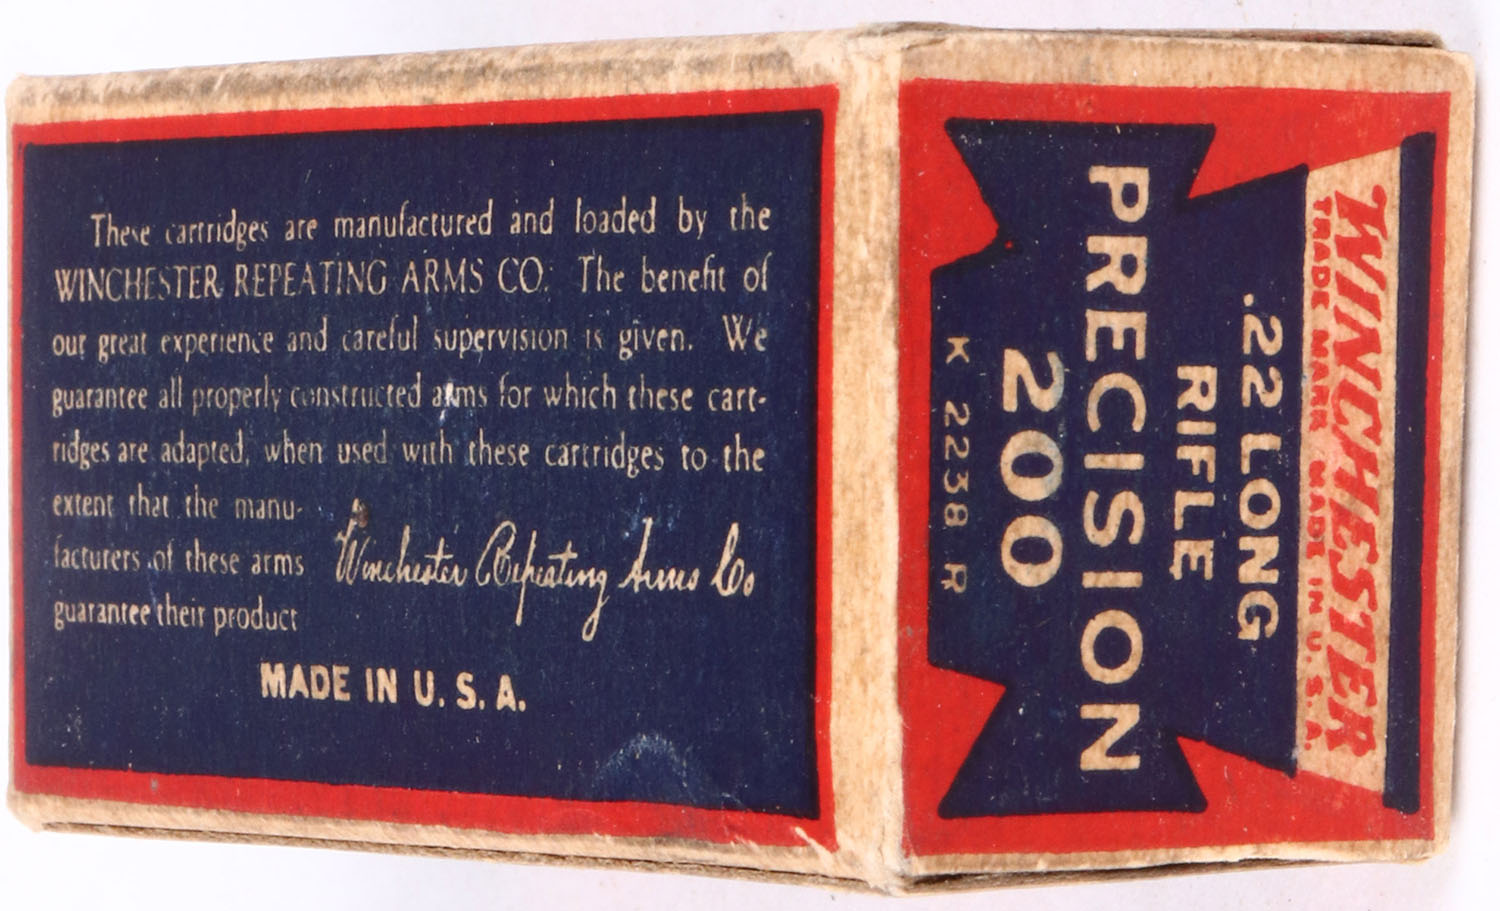 These cartridges are manufactured and loaded by the
WINCHESTER REPEATING ARMS CO. The benefit of
our great experience and careful supervision is given. We
guarantee all properly constructed arms for which these cart-
ridges are adapted, when used with these cartridges to the
extent that the manu-
facturers of these arms
guarantee their product
Winchester Repeating Arms Co
MADE IN U. S. A.
WINCHESTER
TRADE MARK MADE IN U. S. A.
.22 LONG
RIFLE
PRECISION
200
K 2238 R